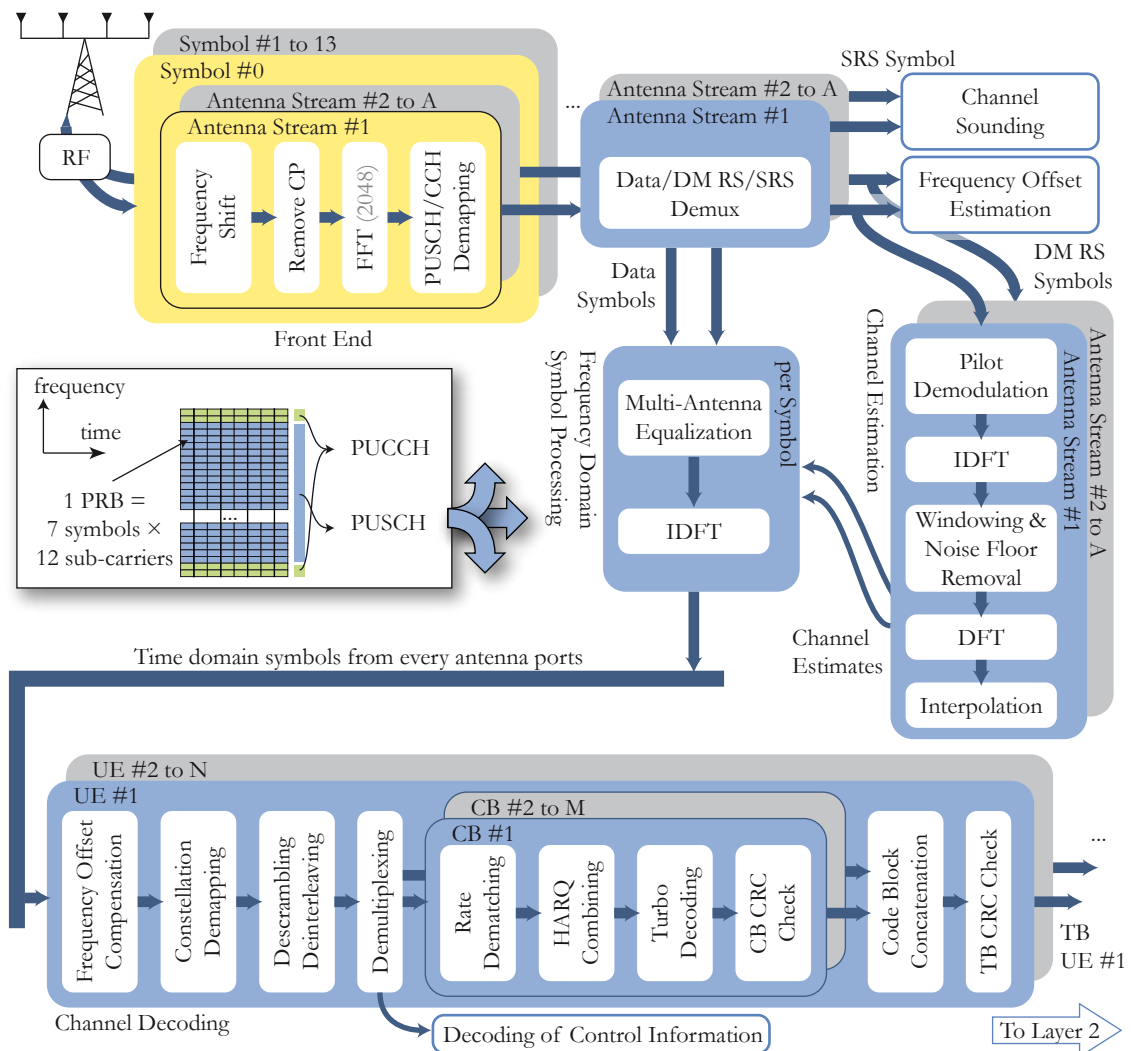 Symbol #1 to 13
Symbol #0
Antenna Stream #2 to A
Antenna Stream #1
RF
Frequency
Shift
Remove CP
FFT (2048)
PUSCH/CCH
Demapping
Front End
...
Antenna Stream #2 to A
Antenna Stream #1
Data/DM RS/SRS
Demux
SRS Symbol
Channel
Sounding
Frequency Offset
Estimation
Data
Symbols
DM RS
Symbols
frequency
time
1 PRB =
7 symbols ×
12 sub-carriers
...
PUCCH
PUSCH
Frequency Domain
Symbol Processing
per Symbol
Multi-Antenna
Equalization
IDFT
Channel Estimation
Antenna Stream #2 to A
Antenna Stream #1
Pilot
Demodulation
IDFT
Windowing &
Noise Floor
Removal
DFT
Interpolation
Channel
Estimates
Time domain symbols from every antenna ports
UE #2 to N
UE #1
Frequency Offset
Compensation
Constellation
Demapping
Descrambling
Deinterleaving
Demultiplexing
CB #2 to M
CB #1
Rate
Dematching
HARQ
Combining
Turbo
Decoding
CB CRC
Check
Code Block
Concatenation
TB CRC Check
...
TB
UE #1
Channel Decoding
Decoding of Control Information
To Layer 2